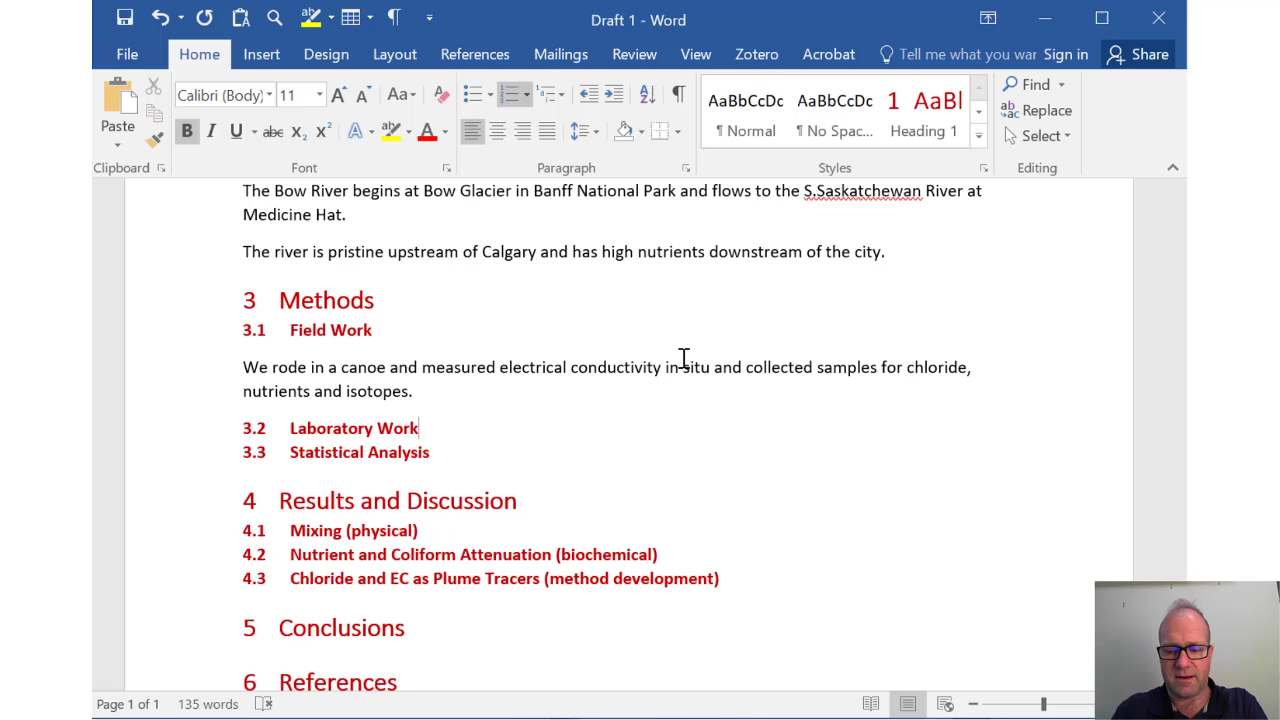 Draft 1 - Word
File Home Insert Design Layout References Mailings Review View Zotero Acrobat Tell me what you war Sign in Share
Calibri (Body) 11 Aa
AaBbCcDc AaBbCcDc 1 AaBl
Find
Replace
Select
Paste
B I U abc X₂ X² A A
¶ Normal ¶ No Spac... Heading 1
Clipboard Font Paragraph Styles Editing
The Bow River begins at Bow Glacier in Banff National Park and flows to the S.Saskatchewan River at
Medicine Hat.
The river is pristine upstream of Calgary and has high nutrients downstream of the city.
3 Methods
3.1 Field Work
We rode in a canoe and measured electrical conductivity in situ and collected samples for chloride,
nutrients and isotopes.
3.2 Laboratory Work
3.3 Statistical Analysis
4 Results and Discussion
4.1 Mixing (physical)
4.2 Nutrient and Coliform Attenuation (biochemical)
4.3 Chloride and EC as Plume Tracers (method development)
5 Conclusions
6 References
Page 1 of 1 135 words